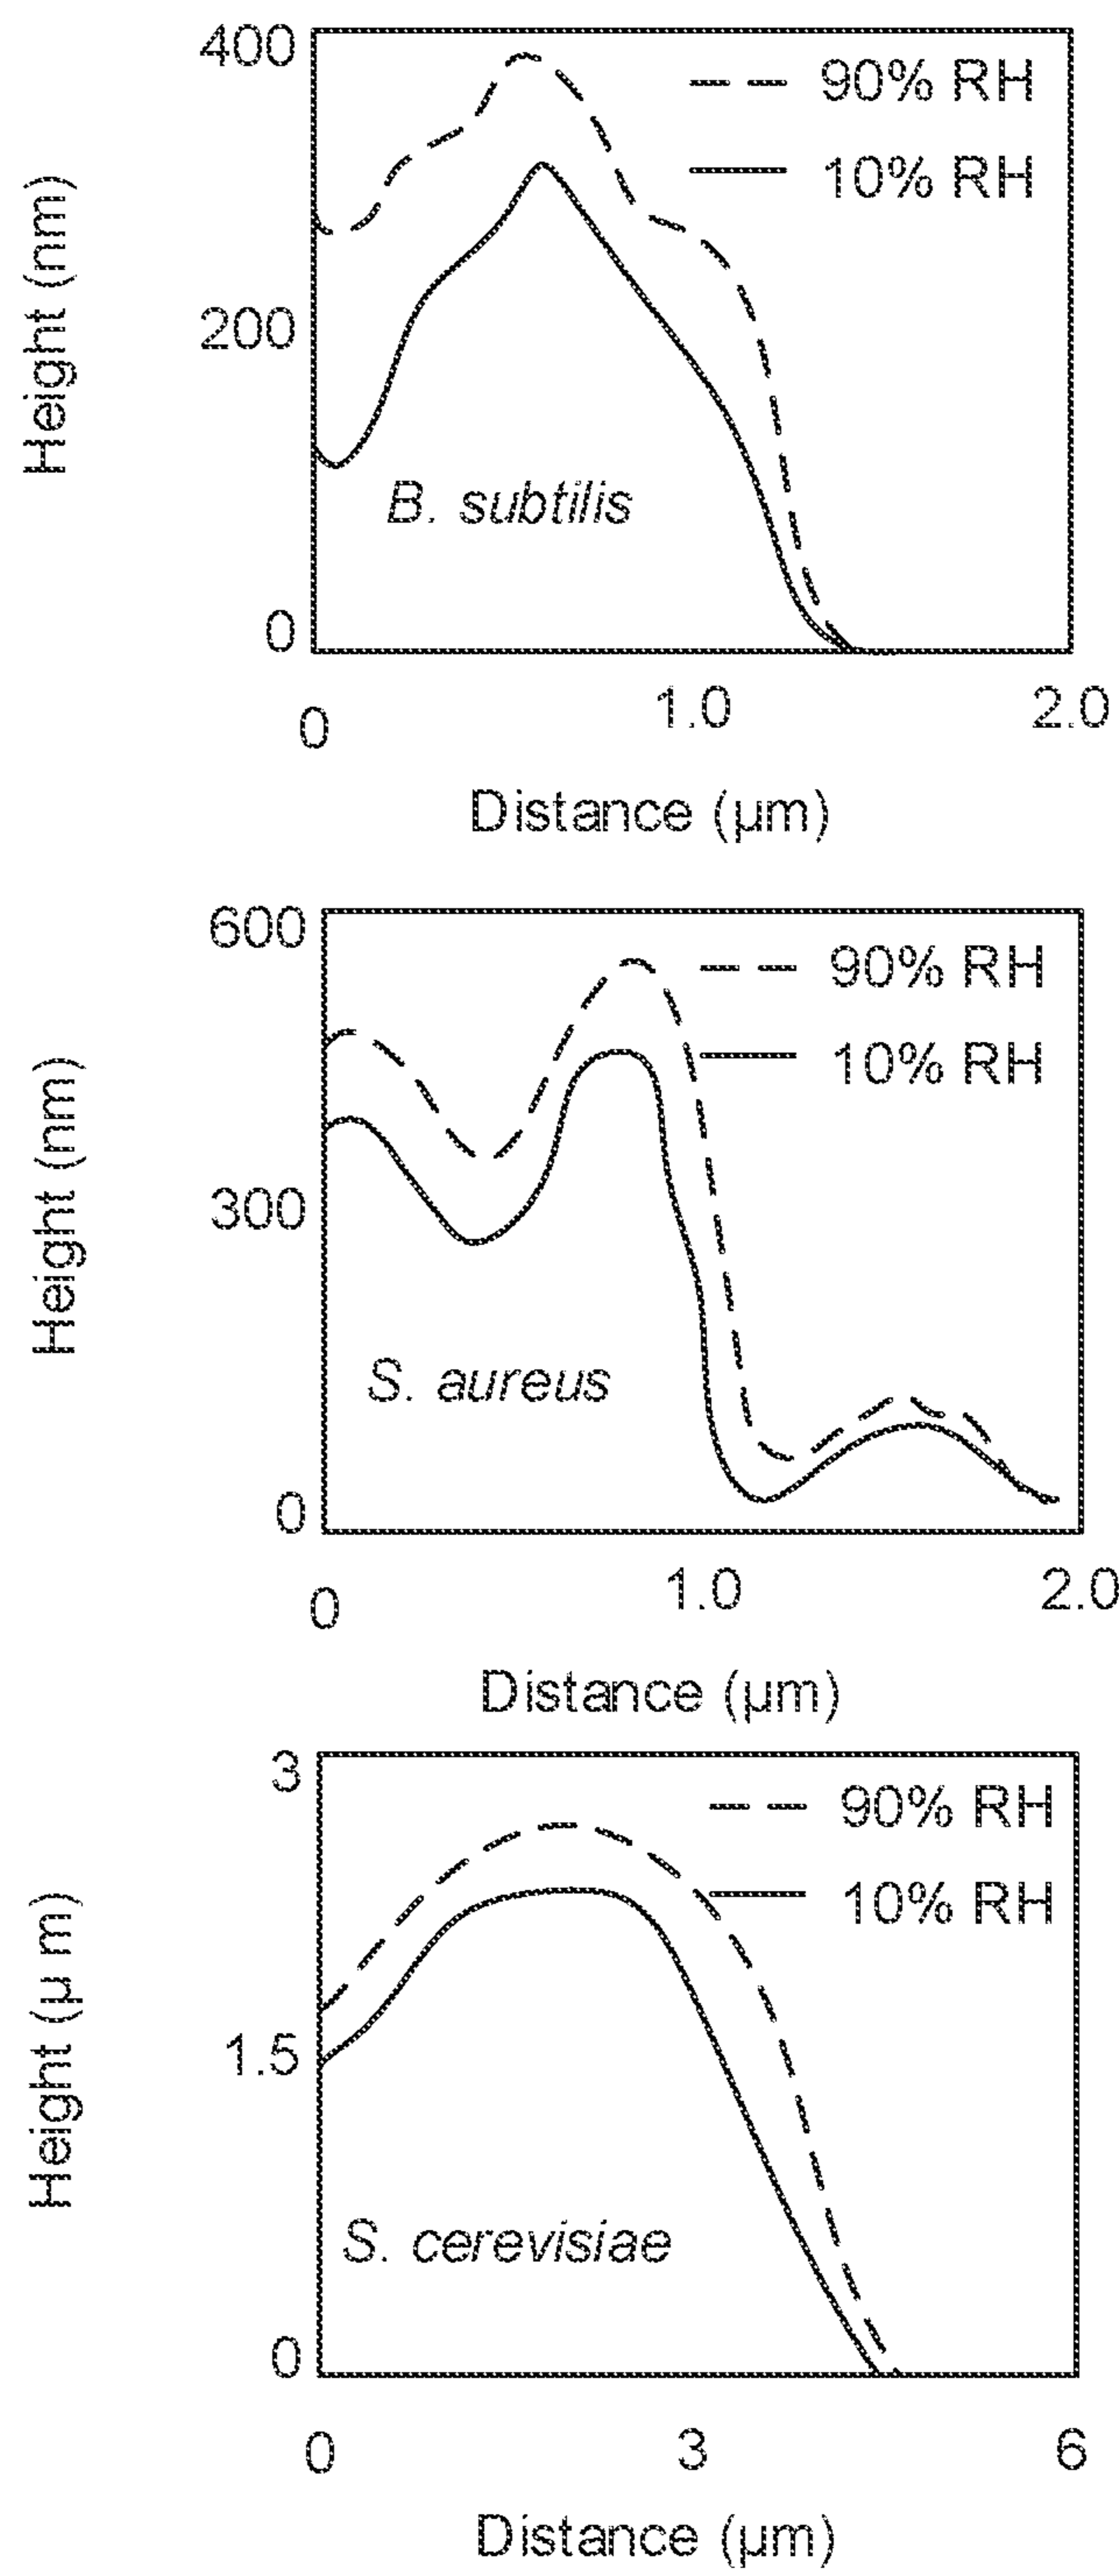 400
90% RH
10% RH
Height (nm)
200
B. subtilis
0
0
1.0
2.0
Distance (µm)
600
90% RH
10% RH
Height (nm)
300
S. aureus
0
0
1.0
2.0
Distance (µm)
3
90% RH
10% RH
Height (µ m)
1.5
S. cerevisiae
0
0
3
6
Distance (µm)